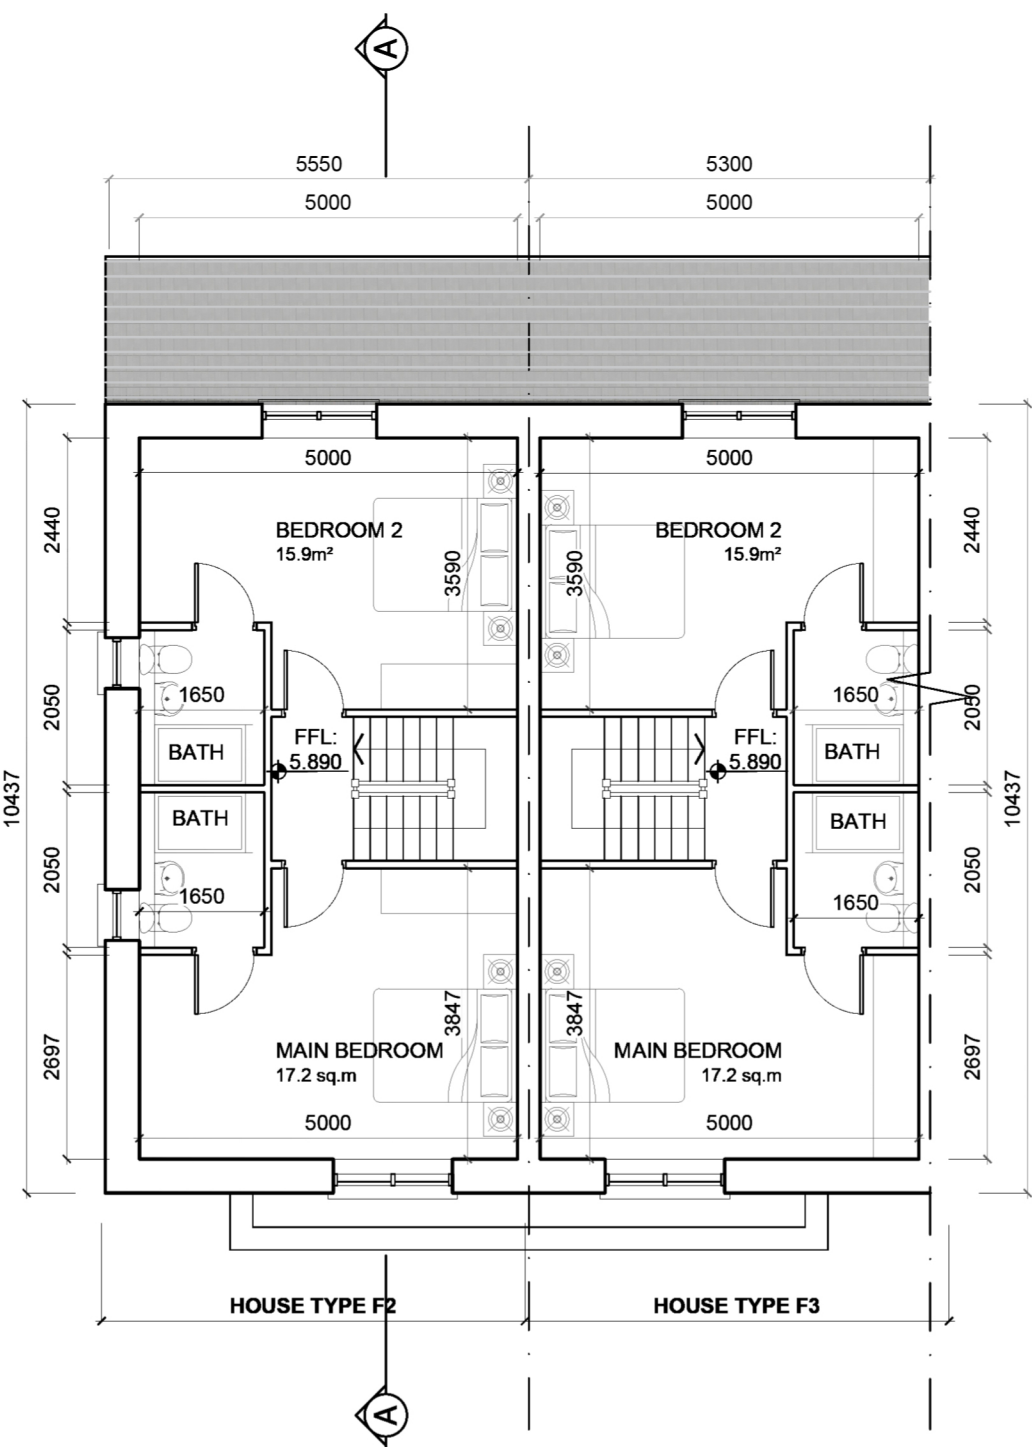 A
5550
5300
5000
5000
5000
5000
2440
2440
BEDROOM 2
15.9m²
BEDROOM 2
15.9m²
3590
3590
2050
1650
1650
2050
FFL:
5.890
FFL:
5.890
BATH
BATH
10437
10437
BATH
BATH
2050
1650
1650
2050
3847
3847
2697
2697
MAIN BEDROOM
17.2 sq.m
MAIN BEDROOM
17.2 sq.m
5000
5000
HOUSE TYPE F2
HOUSE TYPE F3
A